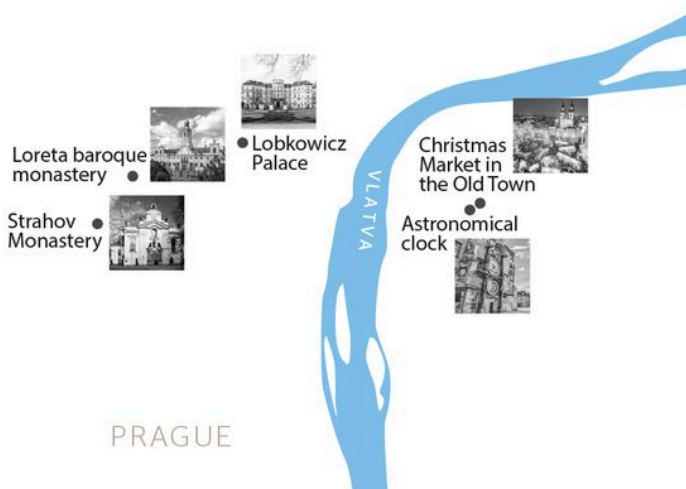 Lobkowicz
Palace
Loreta baroque
monastery
Strahov
Monastery
VLATVA
Christmas
Market in
the Old Town
Astronomical
clock
PRAGUE